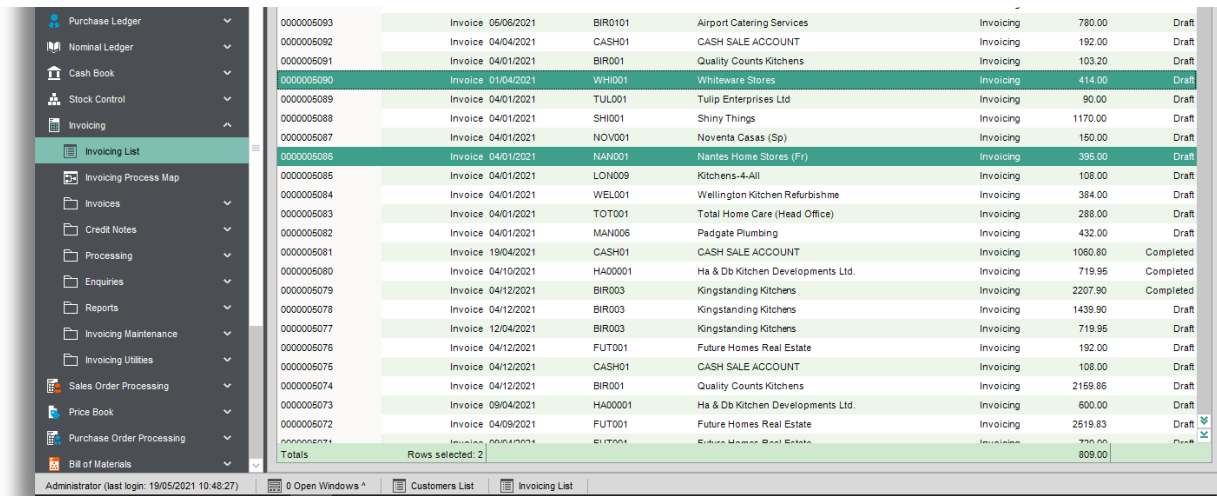 Purchase Ledger
Nominal Ledger
Cash Book
Stock Control
Invoicing
Invoicing List
Invoicing Process Map
Invoices
Credit Notes
Processing
Enquiries
Reports
Invoicing Maintenance
Invoicing Utilities
Sales Order Processing
Price Book
Purchase Order Processing
Bill of Materials
0000005093 Invoice 05/06/2021 BIR0101 Airport Catering Services Invoicing 780.00 Draft
0000005092 Invoice 04/04/2021 CASH01 CASH SALE ACCOUNT Invoicing 192.00 Draft
0000005091 Invoice 04/01/2021 BIR001 Quality Counts Kitchens Invoicing 103.20 Draft
0000005090 Invoice 01/04/2021 WHI001 Whiteware Stores Invoicing 414.00 Draft
0000005089 Invoice 04/01/2021 TUL001 Tulip Enterprises Ltd Invoicing 90.00 Draft
0000005088 Invoice 04/01/2021 SHI001 Shiny Things Invoicing 1170.00 Draft
0000005087 Invoice 04/01/2021 NOV001 Noventa Casas (Sp) Invoicing 150.00 Draft
0000005086 Invoice 04/01/2021 NAN001 Nantes Home Stores (Fr) Invoicing 395.00 Draft
0000005085 Invoice 04/01/2021 LON009 Kitchens-4-All Invoicing 108.00 Draft
0000005084 Invoice 04/01/2021 WEL001 Wellington Kitchen Refurbishme Invoicing 384.00 Draft
0000005083 Invoice 04/01/2021 TOT001 Total Home Care (Head Office) Invoicing 288.00 Draft
0000005082 Invoice 04/01/2021 MAN006 Padgate Plumbing Invoicing 432.00 Draft
0000005081 Invoice 19/04/2021 CASH01 CASH SALE ACCOUNT Invoicing 1060.80 Completed
0000005080 Invoice 04/10/2021 HA00001 Ha & Db Kitchen Developments Ltd. Invoicing 719.95 Completed
0000005079 Invoice 04/12/2021 BIR003 Kingstanding Kitchens Invoicing 2207.90 Completed
0000005078 Invoice 04/12/2021 BIR003 Kingstanding Kitchens Invoicing 1439.90 Draft
0000005077 Invoice 12/04/2021 BIR003 Kingstanding Kitchens Invoicing 719.95 Draft
0000005076 Invoice 04/12/2021 FUT001 Future Homes Real Estate Invoicing 192.00 Draft
0000005075 Invoice 04/12/2021 CASH01 CASH SALE ACCOUNT Invoicing 108.00 Draft
0000005074 Invoice 04/12/2021 BIR001 Quality Counts Kitchens Invoicing 2159.86 Draft
0000005073 Invoice 09/04/2021 HA00001 Ha & Db Kitchen Developments Ltd. Invoicing 600.00 Draft
0000005072 Invoice 04/09/2021 FUT001 Future Homes Real Estate Invoicing 2519.83 Draft
0000005071 Invoice 09/04/2021 FUT001 Future Homes Real Estate Invoicing 720.00 Draft
Totals Rows selected: 2 809.00
Administrator (last login: 19/05/2021 10:48:27) 0 Open Windows ^ Customers List Invoicing List